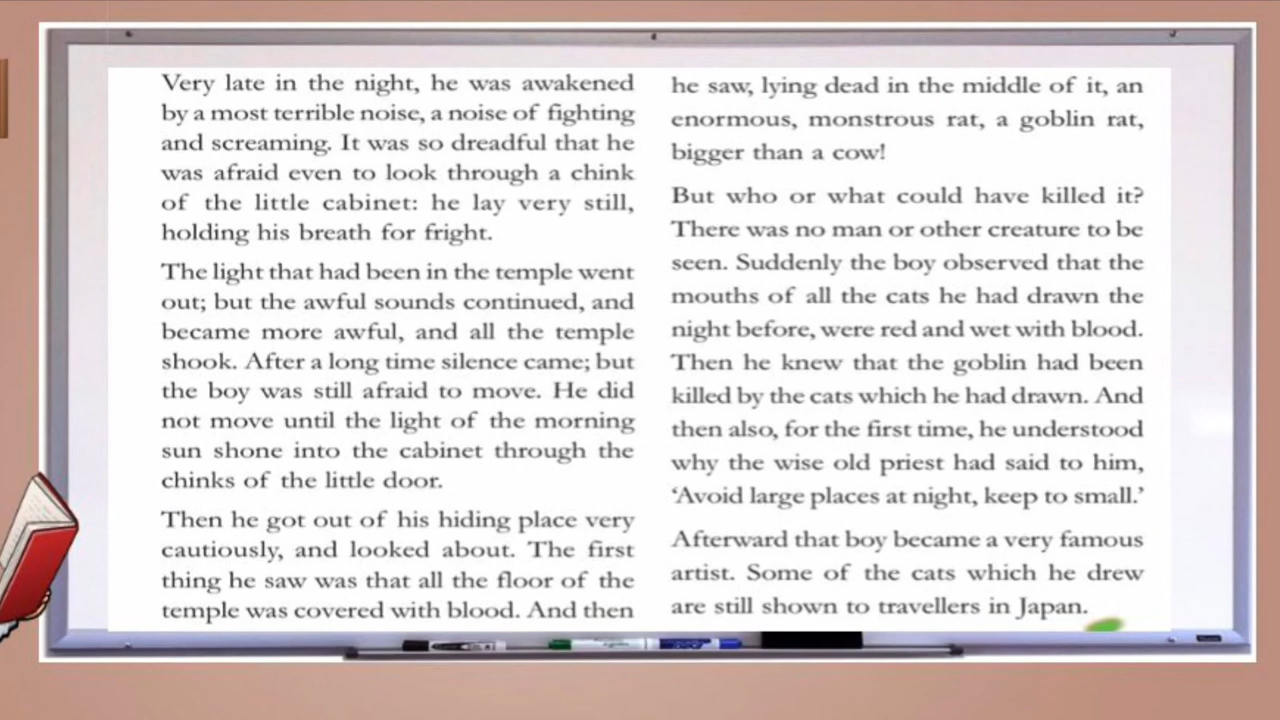 Very late in the night, he was awakened
by a most terrible noise, a noise of fighting
and screaming. It was so dreadful that he
was afraid even to look through a chink
of the little cabinet: he lay very still,
holding his breath for fright.
The light that had been in the temple went
out; but the awful sounds continued, and
became more awful, and all the temple
shook. After a long time silence came; but
the boy was still afraid to move. He did
not move until the light of the morning
sun shone into the cabinet through the
chinks of the little door.
Then he got out of his hiding place very
cautiously, and looked about. The first
thing he saw was that all the floor of the
temple was covered with blood. And then
he saw, lying dead in the middle of it, an
enormous, monstrous rat, a goblin rat,
bigger than a cow!
But who or what could have killed it?
There was no man or other creature to be
seen. Suddenly the boy observed that the
mouths of all the cats he had drawn the
night before, were red and wet with blood.
Then he knew that the goblin had been
killed by the cats which he had drawn. And
then also, for the first time, he understood
why the wise old priest had said to him,
‘Avoid large places at night, keep to small.’
Afterward that boy became a very famous
artist. Some of the cats which he drew
are still shown to travellers in Japan.